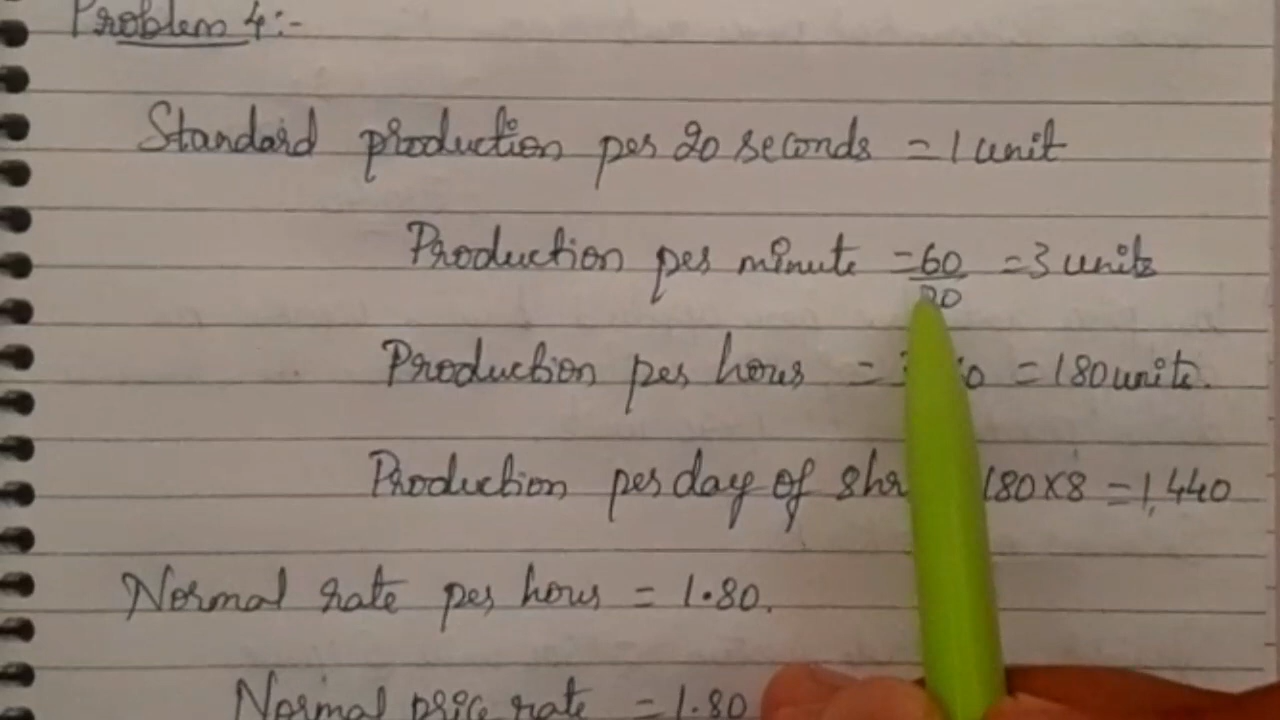 Problem 4:-
Standard production per 20 seconds = 1 unit
Production per minute = 60/20 = 3 units
Production per hour = 0 = 180 units.
Production per day of 8hr 180 x 8 = 1,440
Normal rate per hour = 1.80.
Normal price rate = 1.80